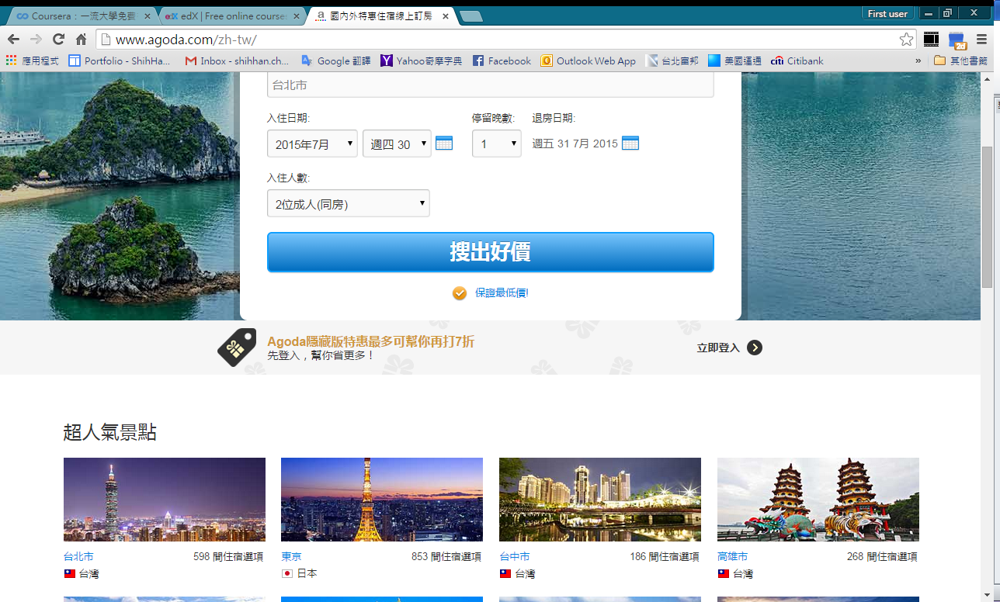 Coursera：一流大學免費
edX | Free online courses
國內外特惠住宿線上訂房
First user
www.agoda.com/zh-tw/
應用程式
Portfolio - ShihHa...
Inbox - shihhan.ch...
Google 翻譯
Yahoo奇摩字典
Facebook
Outlook Web App
台北富邦
美國運通
citi Citibank
»
其他書籤
台北市
入住日期:
停留晚數:
退房日期:
2015年7月
週四 30
1
週五 31 7月 2015
入住人數:
2位成人(同房)
搜出好價
保證最低價!
Agoda隱藏版特惠最多可幫你再打7折
先登入，幫你省更多！
立即登入
超人氣景點
台北市 598 間住宿選項
台灣
東京 853 間住宿選項
日本
台中市 186 間住宿選項
台灣
高雄市 268 間住宿選項
台灣